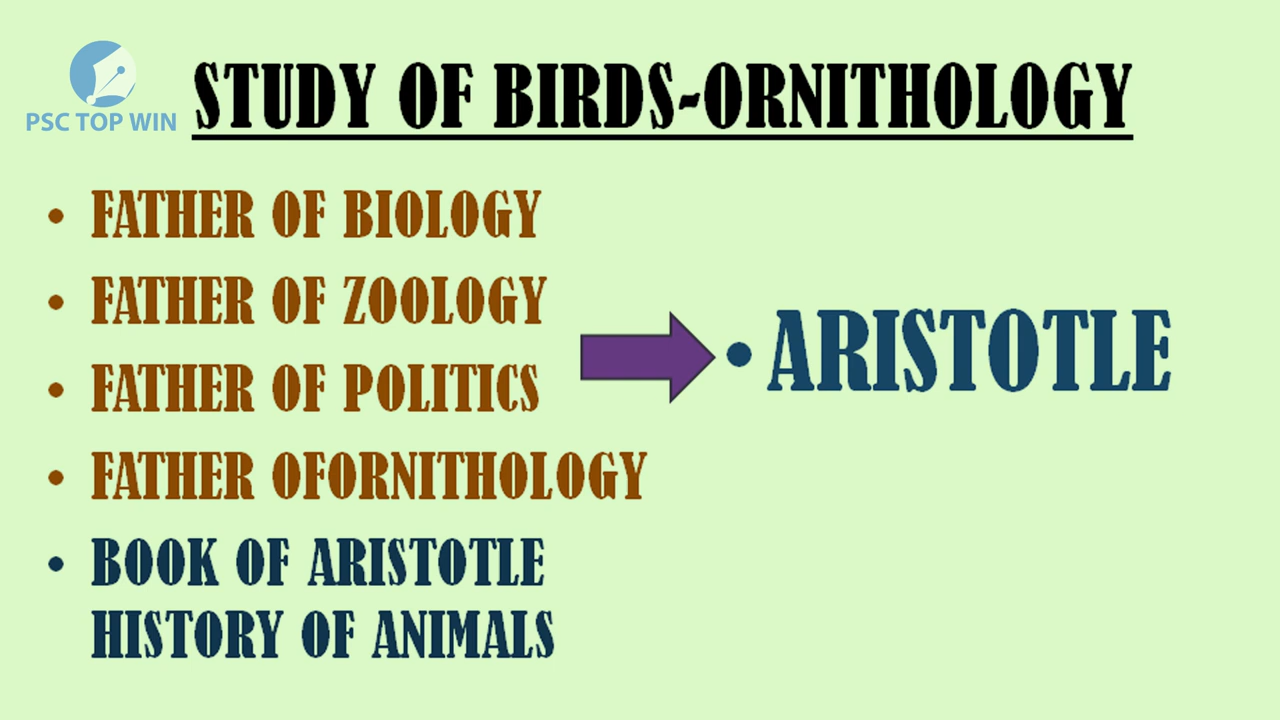 PSC TOP WIN
STUDY OF BIRDS-ORNITHOLOGY
• FATHER OF BIOLOGY
• FATHER OF ZOOLOGY
• FATHER OF POLITICS
• FATHER OFORNITHOLOGY
• BOOK OF ARISTOTLE
HISTORY OF ANIMALS
• ARISTOTLE